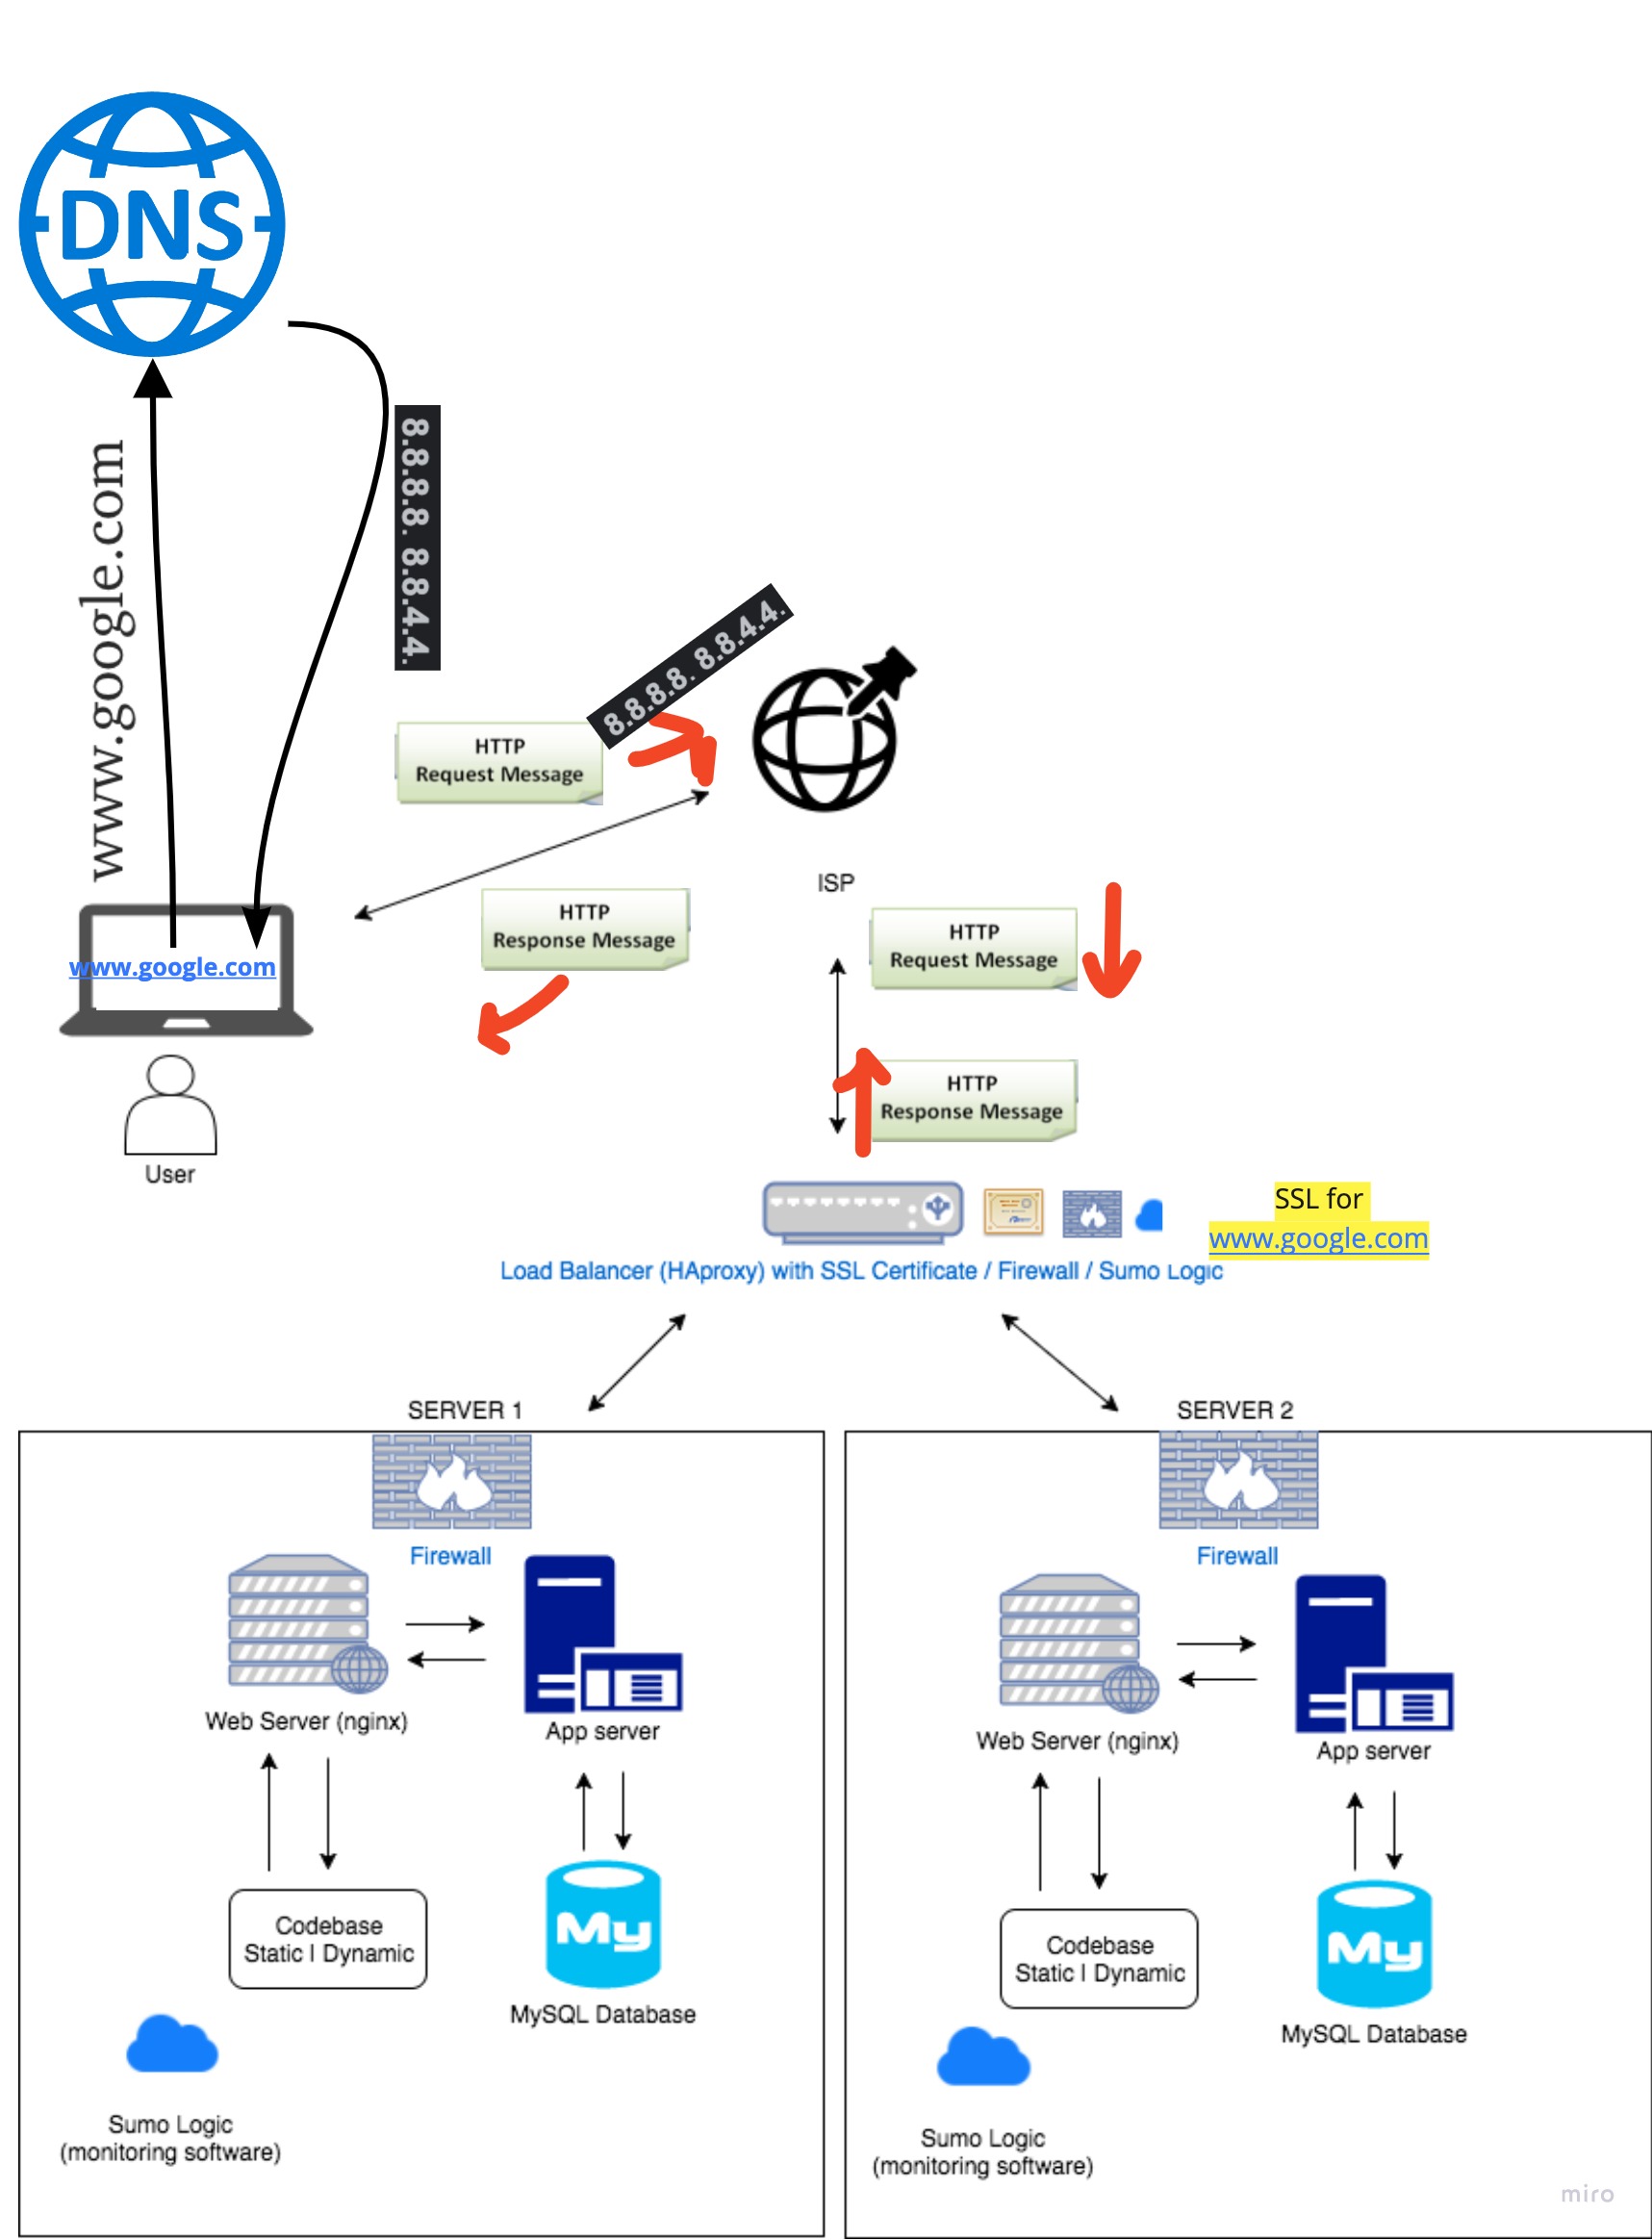 DNS
www.google.com
8.8.8.8. 8.8.4.4.
8.8.8.8. 8.8.4.4.
HTTP
Request Message
ISP
HTTP
Response Message
HTTP
Request Message
www.google.com
HTTP
Response Message
User
SSL for
www.google.com
Load Balancer (HAproxy) with SSL Certificate / Firewall / Sumo Logic
SERVER 1
Firewall
Web Server (nginx)
App server
Codebase
Static | Dynamic
My
MySQL Database
Sumo Logic
(monitoring software)
SERVER 2
Firewall
Web Server (nginx)
App server
Codebase
Static | Dynamic
My
MySQL Database
Sumo Logic
(monitoring software)
miro